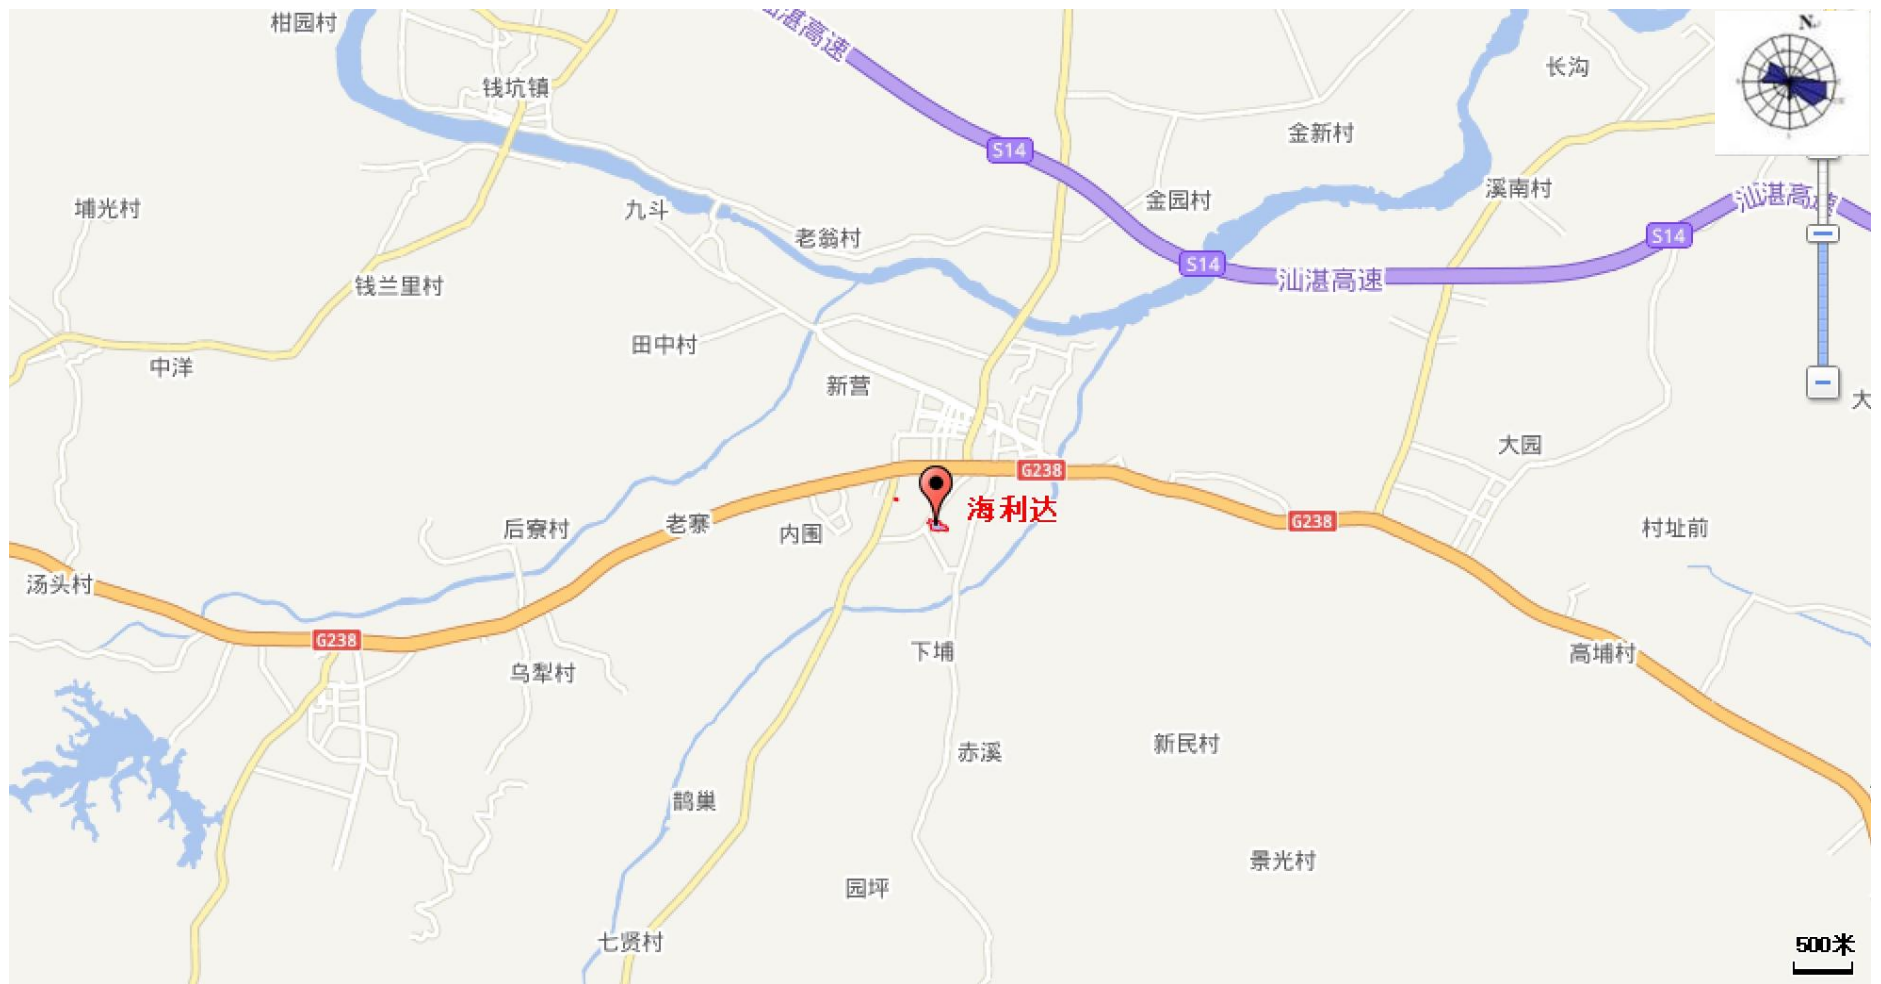 柑园村
汕湛高速
N
长沟
钱坑镇
金新村
S14
溪南村
金园村
汕湛高速
埔光村
九斗
老翁村
S14
S14
汕湛高速
钱兰里村
田中村
中洋
新营
大
大园
G238
海利达
老寨
G238
后寮村
内围
村址前
汤头村
G238
下埔
高埔村
乌犁村
新民村
赤溪
鹊巢
景光村
园坪
七贤村
500米